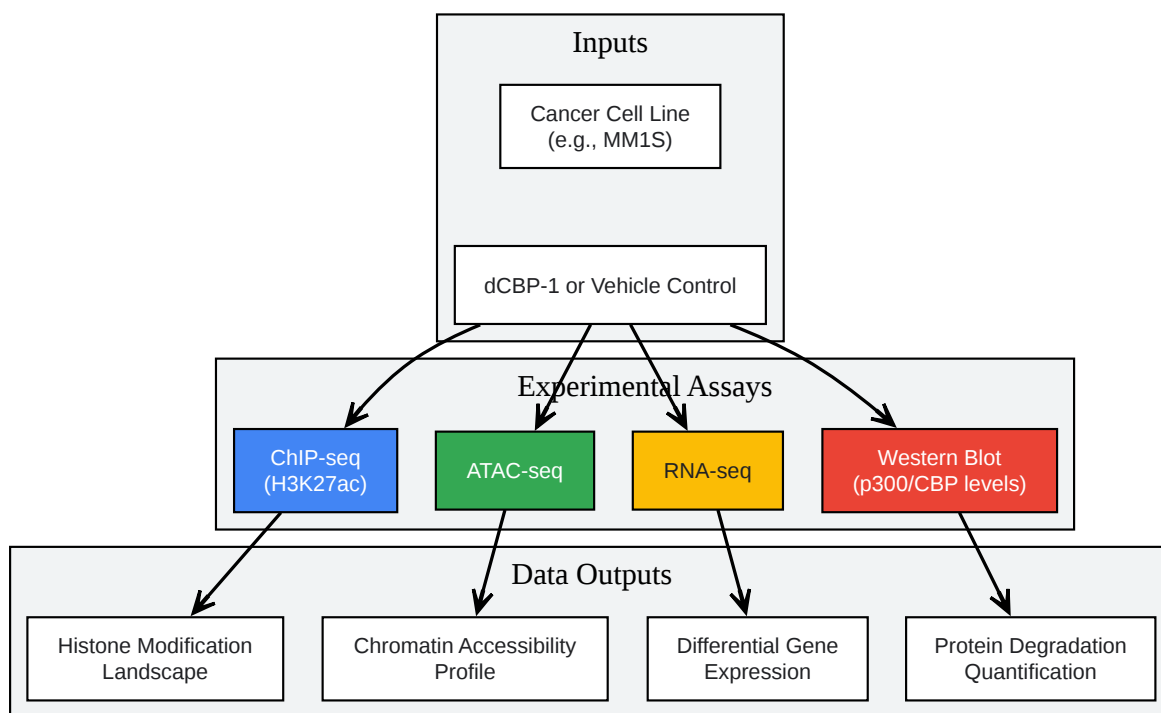 Inputs
Cancer Cell Line
(e.g., MM1S)
dCBP-1 or Vehicle Control
Experimental Assays
ChIP-seq
(H3K27ac)
ATAC-seq
RNA-seq
Western Blot
(p300/CBP levels)
Data Outputs
Histone Modification
Landscape
Chromatin Accessibility
Profile
Differential Gene
Expression
Protein Degradation
Quantification